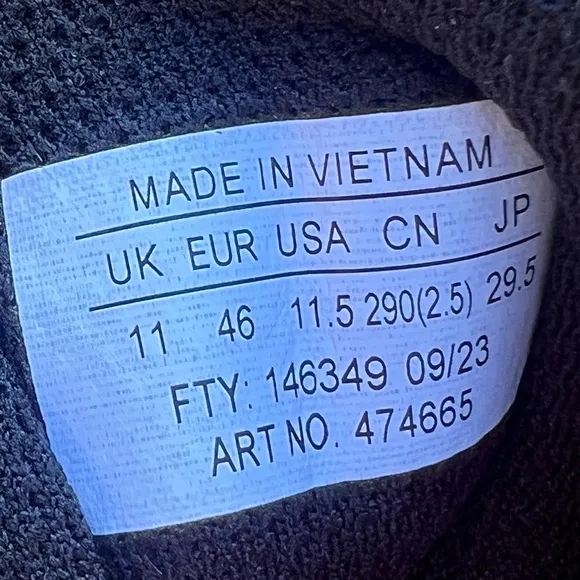 MADE IN VIETNAM
UK EUR USA CN JP
11 46 11.5 290(2.5) 29.5
FTY: 146349 09/23
ART NO. 474665